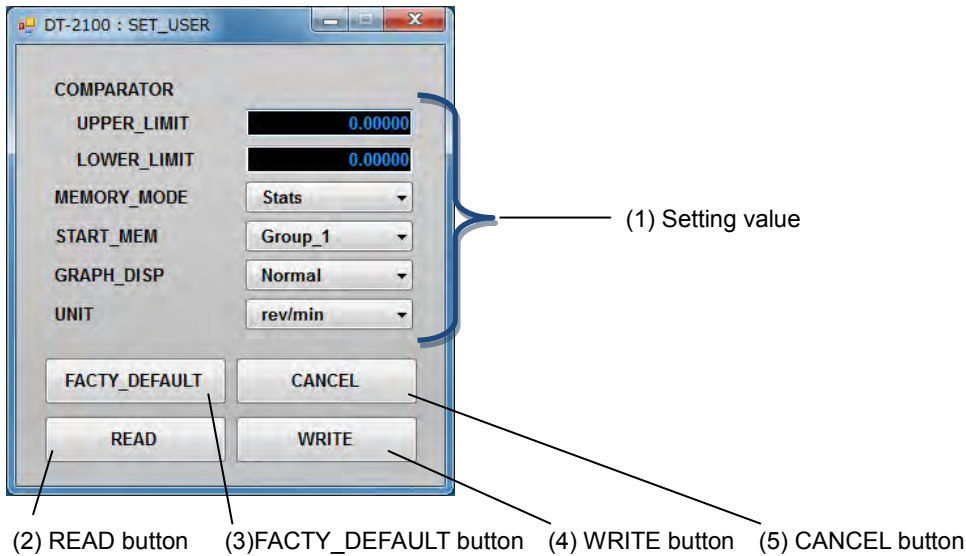 DT-2100 : SET_USER
COMPARATOR
UPPER_LIMIT 0.00000
LOWER_LIMIT 0.00000
MEMORY_MODE Stats
START_MEM Group_1
GRAPH_DISP Normal
UNIT rev/min
(1) Setting value
FACTY_DEFAULT CANCEL
READ WRITE
(2) READ button (3)FACTY_DEFAULT button (4) WRITE button (5) CANCEL button